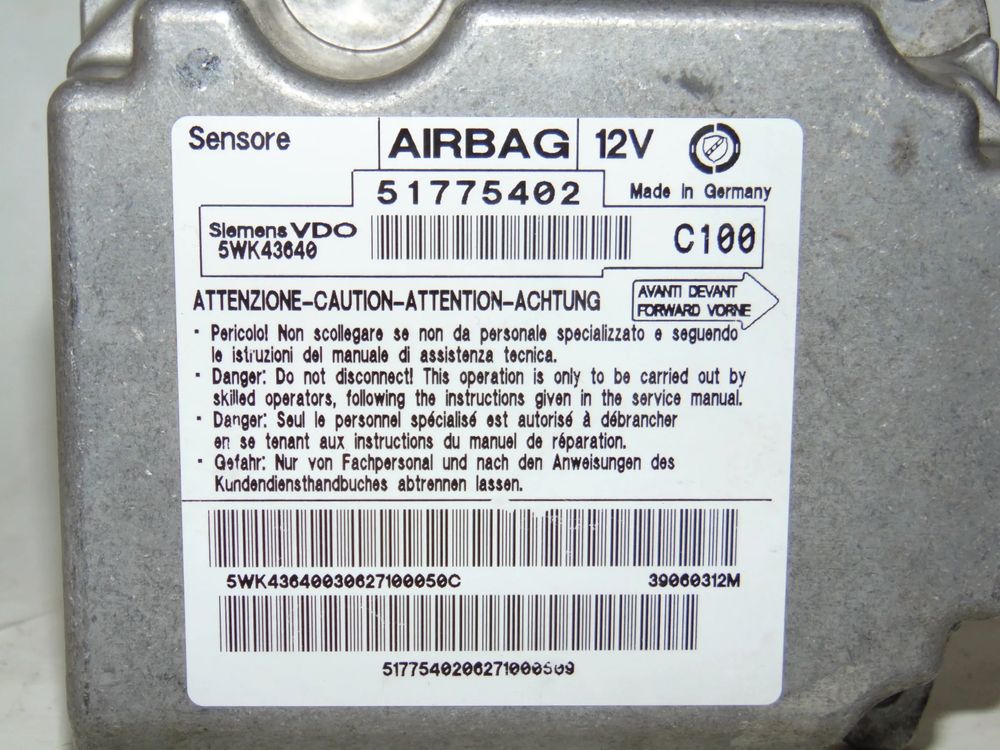 Sensore AIRBAG 12V
51775402 Made in Germany
Siemens VDO
5WK43640
C100
ATTENZIONE-CAUTION-ATTENTION-ACHTUNG
AVANTI DEVANT
FORWARD VORNE
· Pericolo! Non scollegare se non da personale specializzato e seguendo
le istruzioni del manuale di assistenza tecnica.
· Danger: Do not disconnect! This operation is only to be carried out by
skilled operators, following the instructions given in the service manual.
· Danger: Seul le personnel spécialisé est autorisé à débrancher
en se tenant aux instructions du manuel de réparation.
· Gefahr: Nur von Fachpersonal und nach den Anweisungen des
Kundendiensthandbuches abtrennen lassen.
5WK43640030627100050C 39060312M